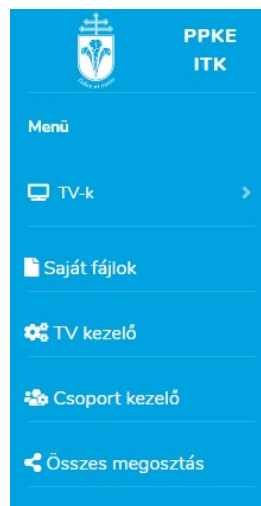 PPKE
ITK
Menü
TV-k
Saját fájlok
TV kezelő
Csoport kezelő
Összes megosztás